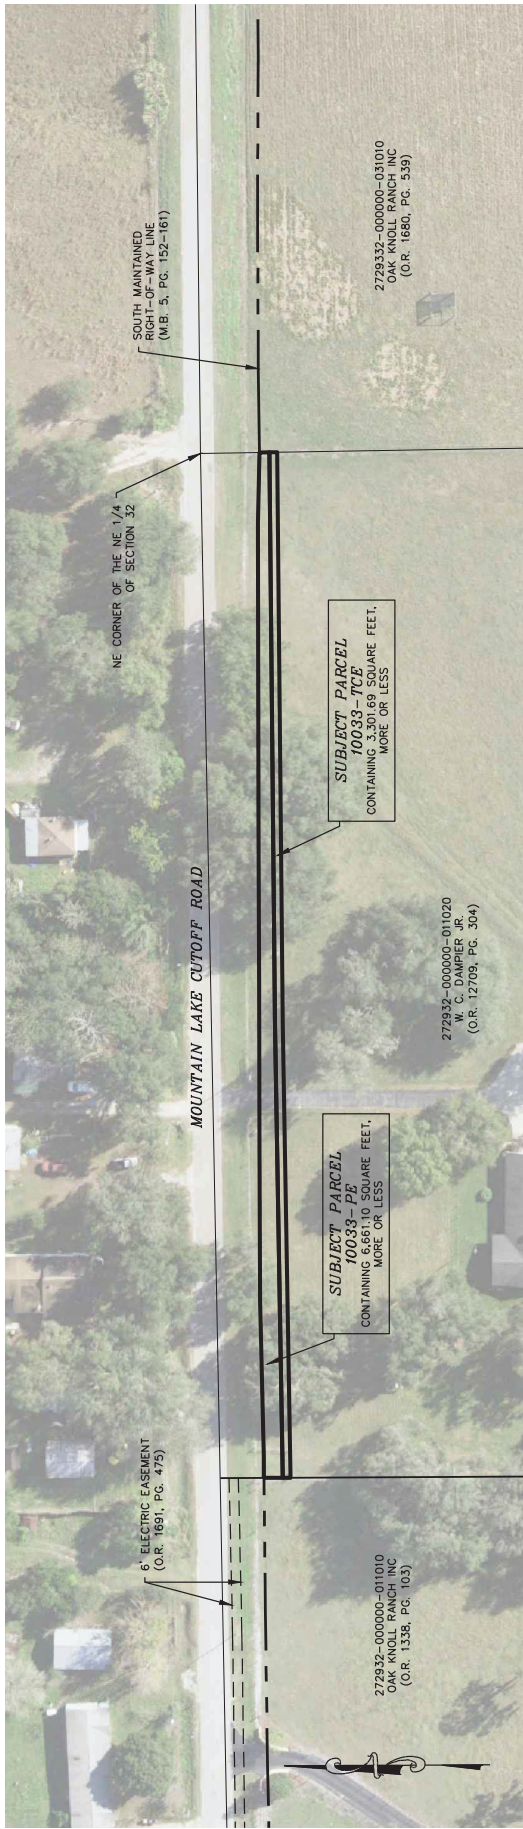 6' ELECTRIC EASEMENT
(O.R. 1691, PG. 475)
MOUNTAIN LAKE CUTOFF ROAD
NE CORNER OF THE NE 1/4
OF SECTION 32
SOUTH MAINTAINED
RIGHT-OF-WAY LINE
(M.B. 5, PG. 152-161)
272932-000000-011010
OAK KNOLL RANCH INC
(O.R. 1338, PG. 103)
SUBJECT PARCEL
10033-PE
CONTAINING 6,661.10 SQUARE FEET,
MORE OR LESS
272932-000000-011020
W. C. DAMPIER JR.
(O.R. 12709, PG. 304)
SUBJECT PARCEL
10033-TCE
CONTAINING 3,301.69 SQUARE FEET,
MORE OR LESS
2729332-000000-031010
OAK KNOLL RANCH INC
(O.R. 1680, PG. 539)